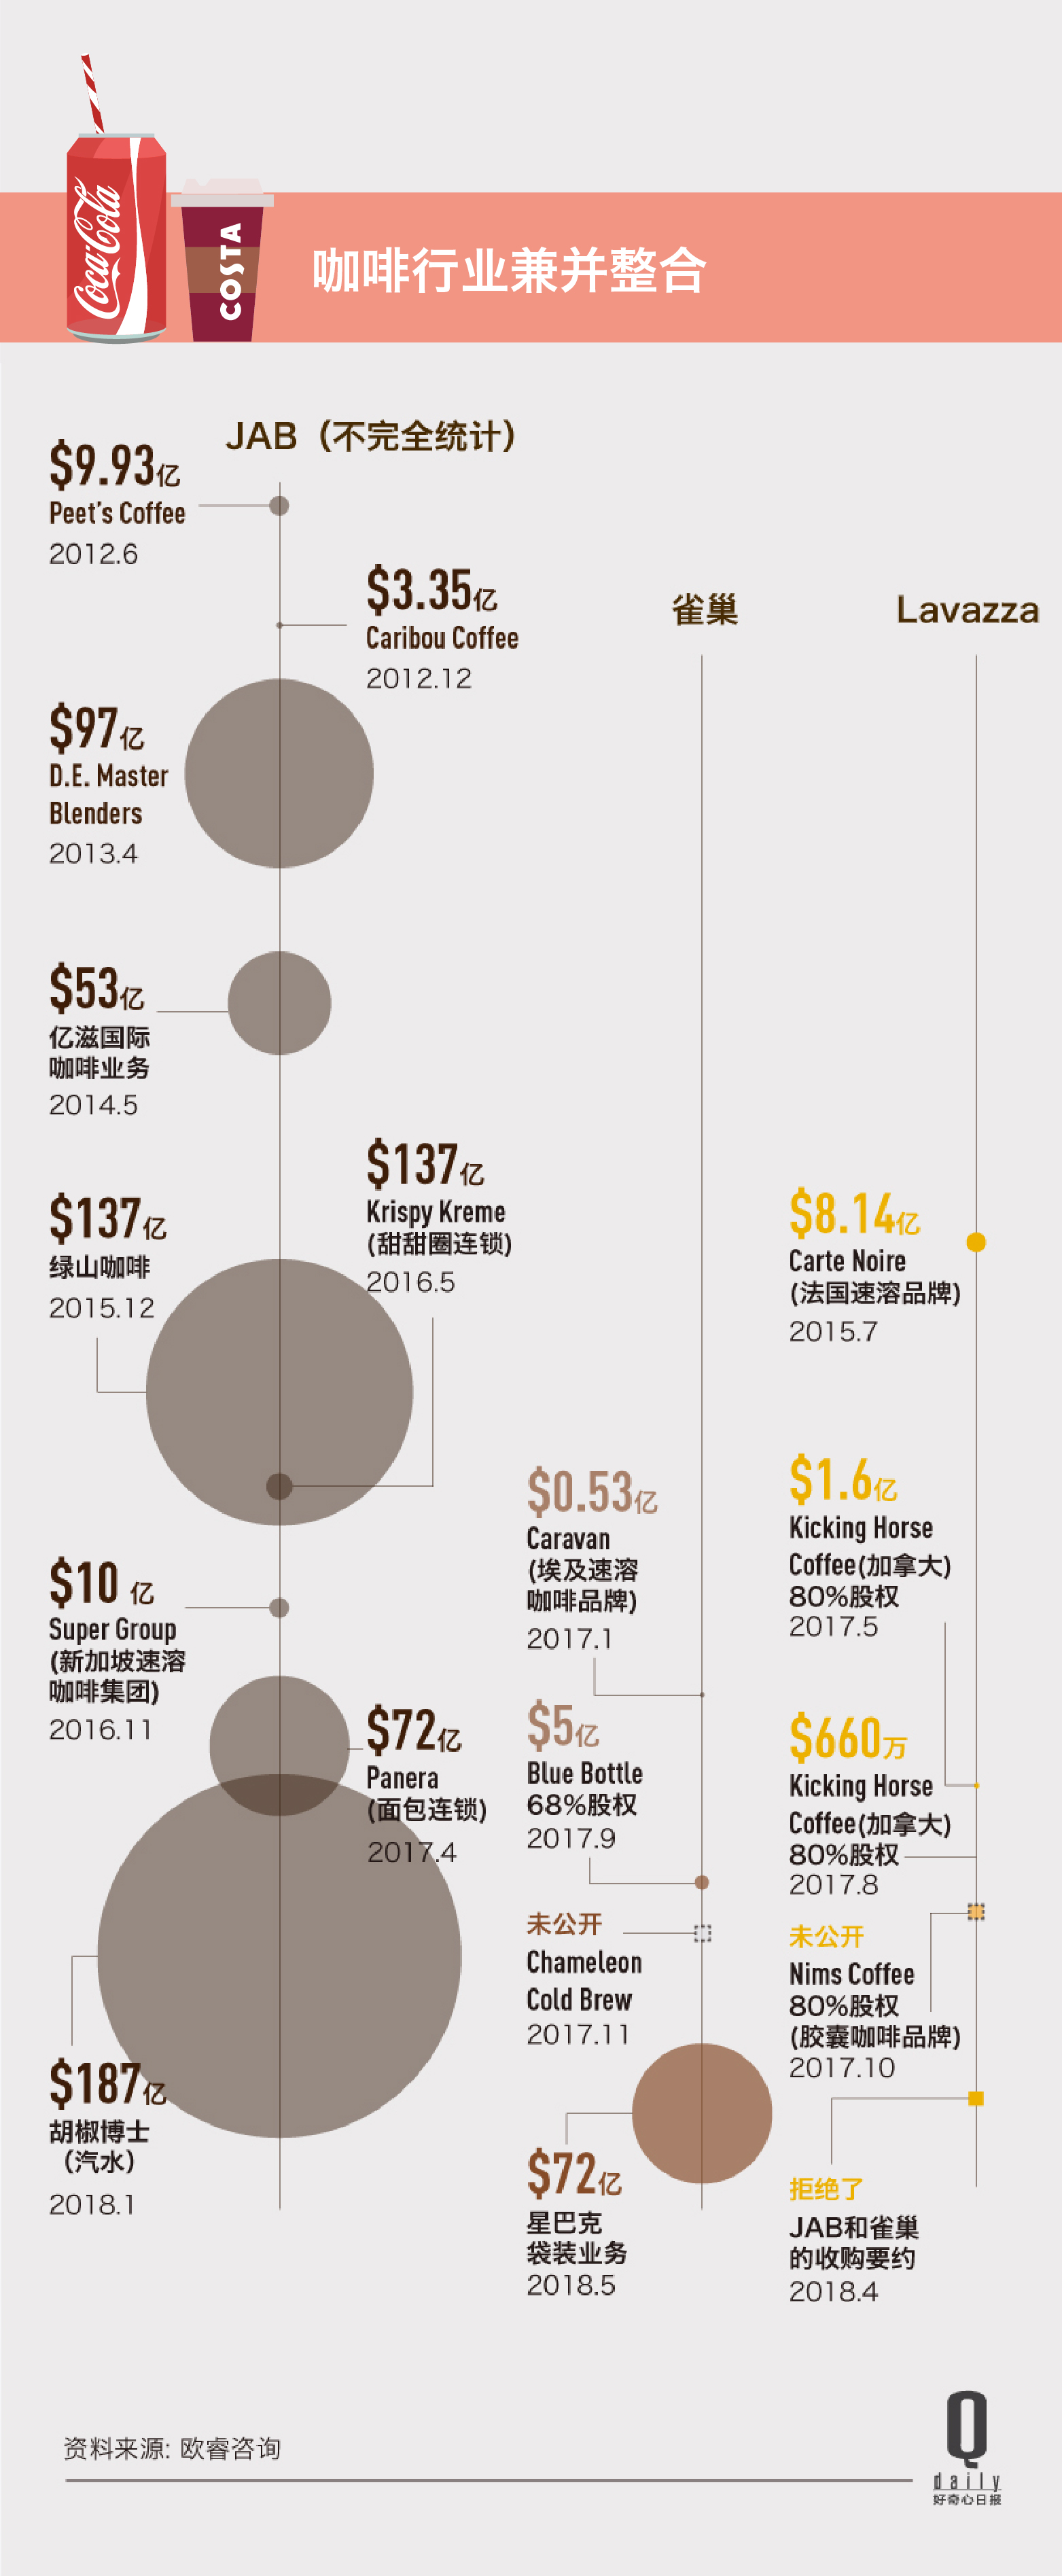 Coca-Cola
COSTA
咖啡行业兼并整合
JAB（不完全统计）
$9.93亿
Peet's Coffee
2012.6
$3.35亿
Caribou Coffee
2012.12
$97亿
D.E. Master
Blenders
2013.4
$53亿
亿滋国际
咖啡业务
2014.5
$137亿
绿山咖啡
2015.12
$137亿
Krispy Kreme
(甜甜圈连锁)
2016.5
$10 亿
Super Group
(新加坡速溶
咖啡集团)
2016.11
$72亿
Panera
(面包连锁)
2017.4
$187亿
胡椒博士
（汽水）
2018.1
雀巢
$0.53亿
Caravan
(埃及速溶
咖啡品牌)
2017.1
$5亿
Blue Bottle
68%股权
2017.9
未公开
Chameleon
Cold Brew
2017.11
$72亿
星巴克
袋装业务
2018.5
Lavazza
$8.14亿
Carte Noire
(法国速溶品牌)
2015.7
$1.6亿
Kicking Horse
Coffee(加拿大)
80%股权
2017.5
$660万
Kicking Horse
Coffee(加拿大)
80%股权
2017.8
未公开
Nims Coffee
80%股权
(胶囊咖啡品牌)
2017.10
拒绝了
JAB和雀巢
的收购要约
2018.4
资料来源: 欧睿咨询
Q
daily
好奇心日报